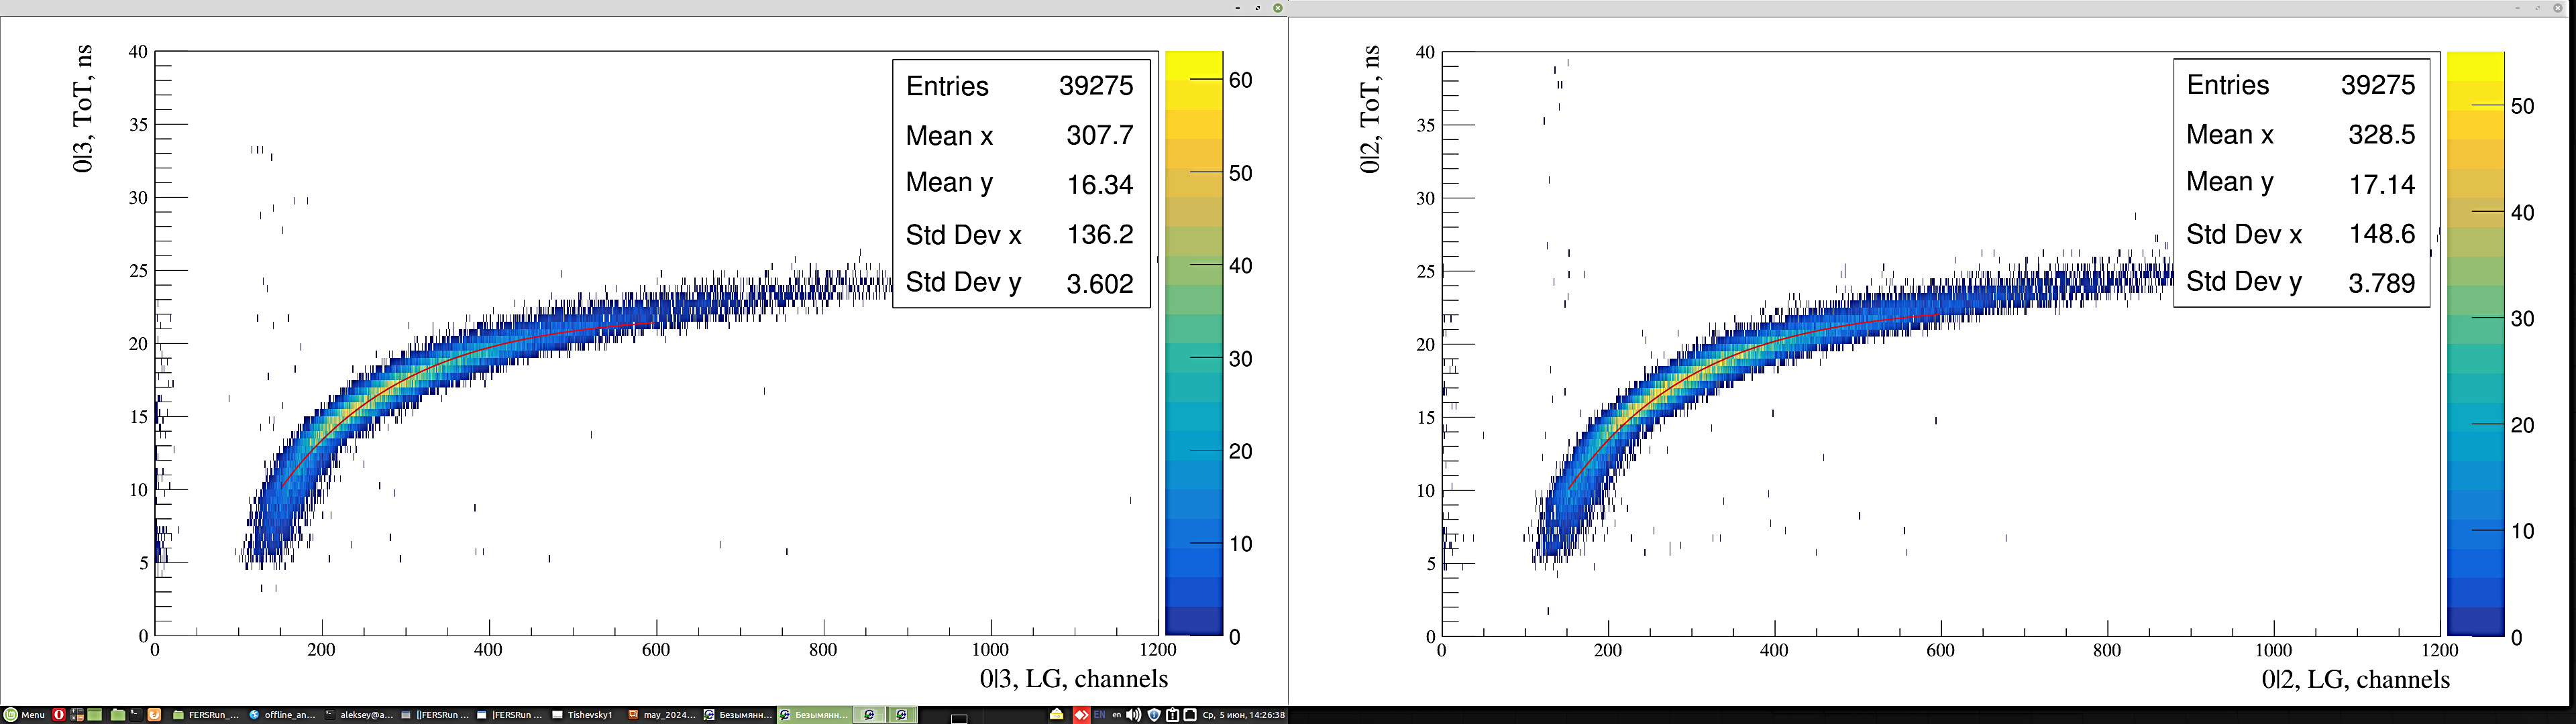 0|3, ToT, ns
40
35
30
25
20
15
10
5
0
0 200 400 600 800 1000 1200
0|3, LG, channels
Entries 39275
Mean x 307.7
Mean y 16.34
Std Dev x 136.2
Std Dev y 3.602
60
50
40
30
20
10
0
0|2, ToT, ns
40
35
30
25
20
15
10
5
0
0 200 400 600 800 1000 1200
0|2, LG, channels
Entries 39275
Mean x 328.5
Mean y 17.14
Std Dev x 148.6
Std Dev y 3.789
50
40
30
20
10
0
Menu FERSRun_... offline_an... aleksey@a... [|FERSRun ... |FERSRun ... Tishevsky1 may_2024... Безымянн... Безымянн... EN en Ср, 5 июн, 14:26:38